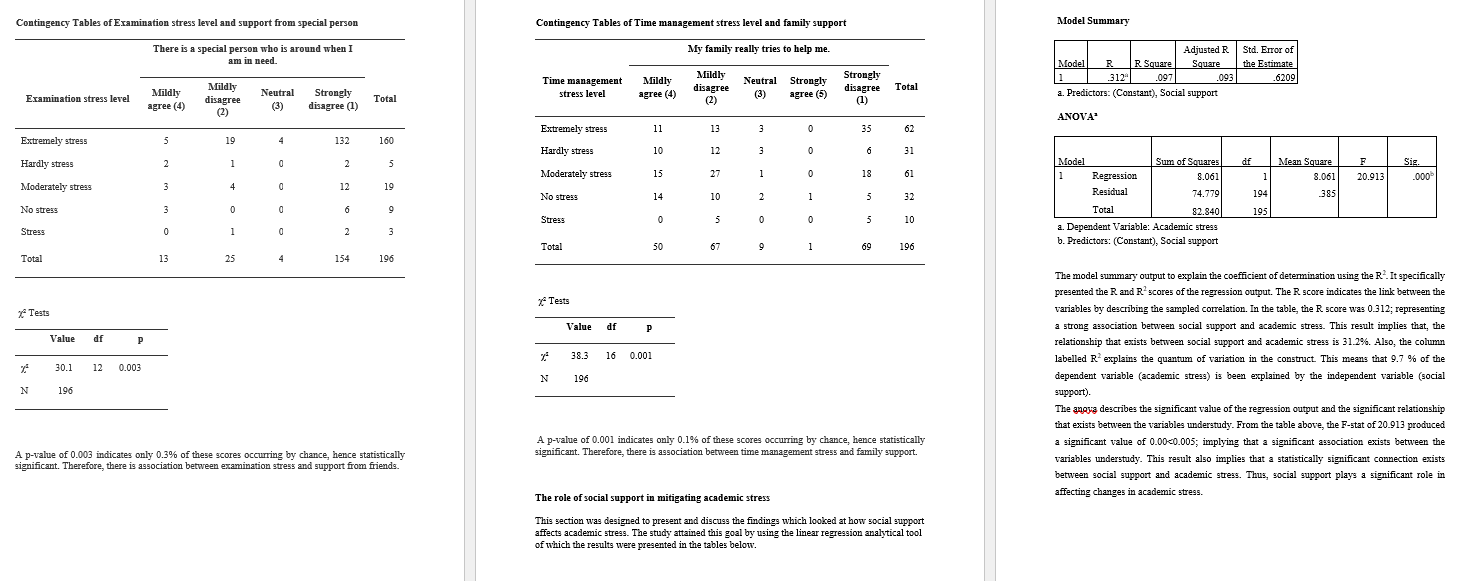 Contingency Tables of Examination stress level and support from special person
There is a special person who is around when I
am in need.
Examination stress level Mildly agree (4) Mildly disagree (2) Neutral (3) Strongly disagree (1) Total
Extremely stress 5 19 4 132 160
Hardly stress 2 1 0 2 5
Moderately stress 3 4 0 12 19
No stress 3 0 0 6 9
Stress 0 1 0 2 3
Total 13 25 4 154 196
χ² Tests
Value df p
χ² 30.1 12 0.003
N 196
A p-value of 0.003 indicates only 0.3% of these scores occurring by chance, hence statistically
significant. Therefore, there is association between examination stress and support from friends.
Contingency Tables of Time management stress level and family support
My family really tries to help me.
Time management stress level Mildly agree (4) Mildly disagree (2) Neutral (3) Strongly agree (5) Strongly disagree (1) Total
Extremely stress 11 13 3 0 35 62
Hardly stress 10 12 3 0 6 31
Moderately stress 15 27 1 0 18 61
No stress 14 10 2 1 5 32
Stress 0 5 0 0 5 10
Total 50 67 9 1 69 196
χ² Tests
Value df p
χ² 38.3 16 0.001
N 196
A p-value of 0.001 indicates only 0.1% of these scores occurring by chance, hence statistically
significant. Therefore, there is association between time management stress and family support.
The role of social support in mitigating academic stress
This section was designed to present and discuss the findings which looked at how social support
affects academic stress. The study attained this goal by using the linear regression analytical tool
of which the results were presented in the tables below.
Model Summary
Model R R Square Adjusted R Square Std. Error of the Estimate
1 .312ª .097 .093 .6209
a. Predictors: (Constant), Social support
ANOVAª
Model Sum of Squares df Mean Square F Sig.
1 Regression 8.061 1 8.061 20.913 .000ᵇ
Residual 74.779 194 .385
Total 82.840 195
a. Dependent Variable: Academic stress
b. Predictors: (Constant), Social support
The model summary output to explain the coefficient of determination using the R². It specifically
presented the R and R² scores of the regression output. The R score indicates the link between the
variables by describing the sampled correlation. In the table, the R score was 0.312; representing
a strong association between social support and academic stress. This result implies that, the
relationship that exists between social support and academic stress is 31.2%. Also, the column
labelled R² explains the quantum of variation in the construct. This means that 9.7 % of the
dependent variable (academic stress) is been explained by the independent variable (social
support).
The anova describes the significant value of the regression output and the significant relationship
that exists between the variables understudy. From the table above, the F-stat of 20.913 produced
a significant value of 0.00<0.005; implying that a significant association exists between the
variables understudy. This result also implies that a statistically significant connection exists
between social support and academic stress. Thus, social support plays a significant role in
affecting changes in academic stress.